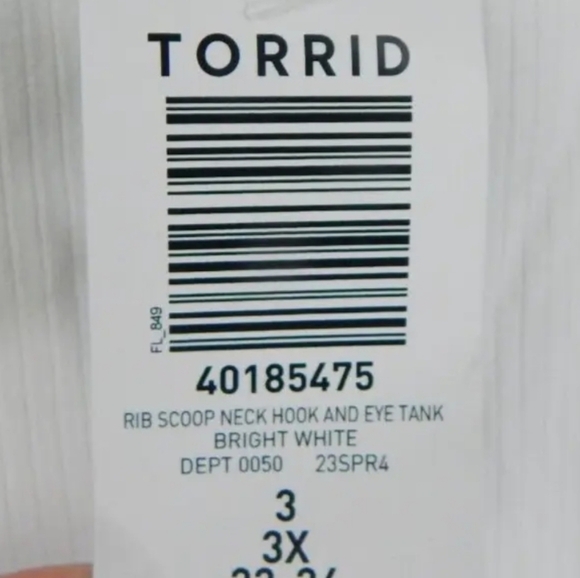 TORRID
FL_849
40185475
RIB SCOOP NECK HOOK AND EYE TANK
BRIGHT WHITE
DEPT 0050 23SPR4
3
3X